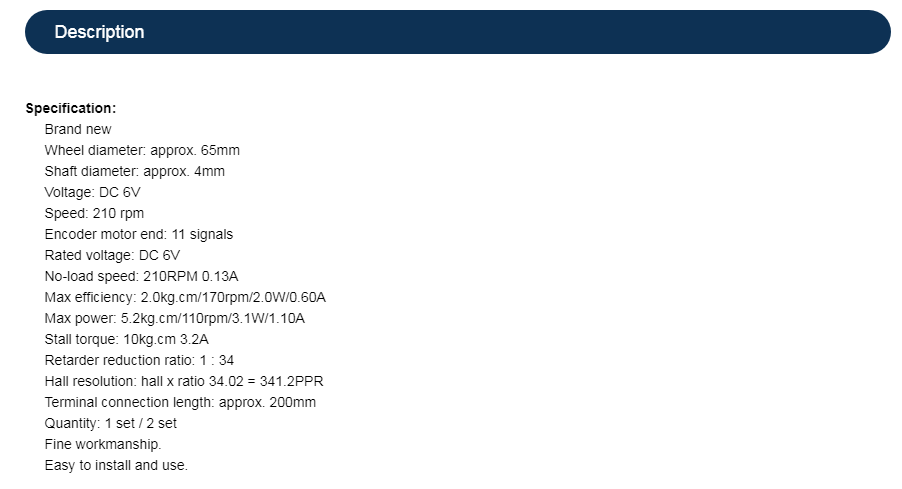 Description
Specification:
Brand new
Wheel diameter: approx. 65mm
Shaft diameter: approx. 4mm
Voltage: DC 6V
Speed: 210 rpm
Encoder motor end: 11 signals
Rated voltage: DC 6V
No-load speed: 210RPM 0.13A
Max efficiency: 2.0kg.cm/170rpm/2.0W/0.60A
Max power: 5.2kg.cm/110rpm/3.1W/1.10A
Stall torque: 10kg.cm 3.2A
Retarder reduction ratio: 1 : 34
Hall resolution: hall x ratio 34.02 = 341.2PPR
Terminal connection length: approx. 200mm
Quantity: 1 set / 2 set
Fine workmanship.
Easy to install and use.